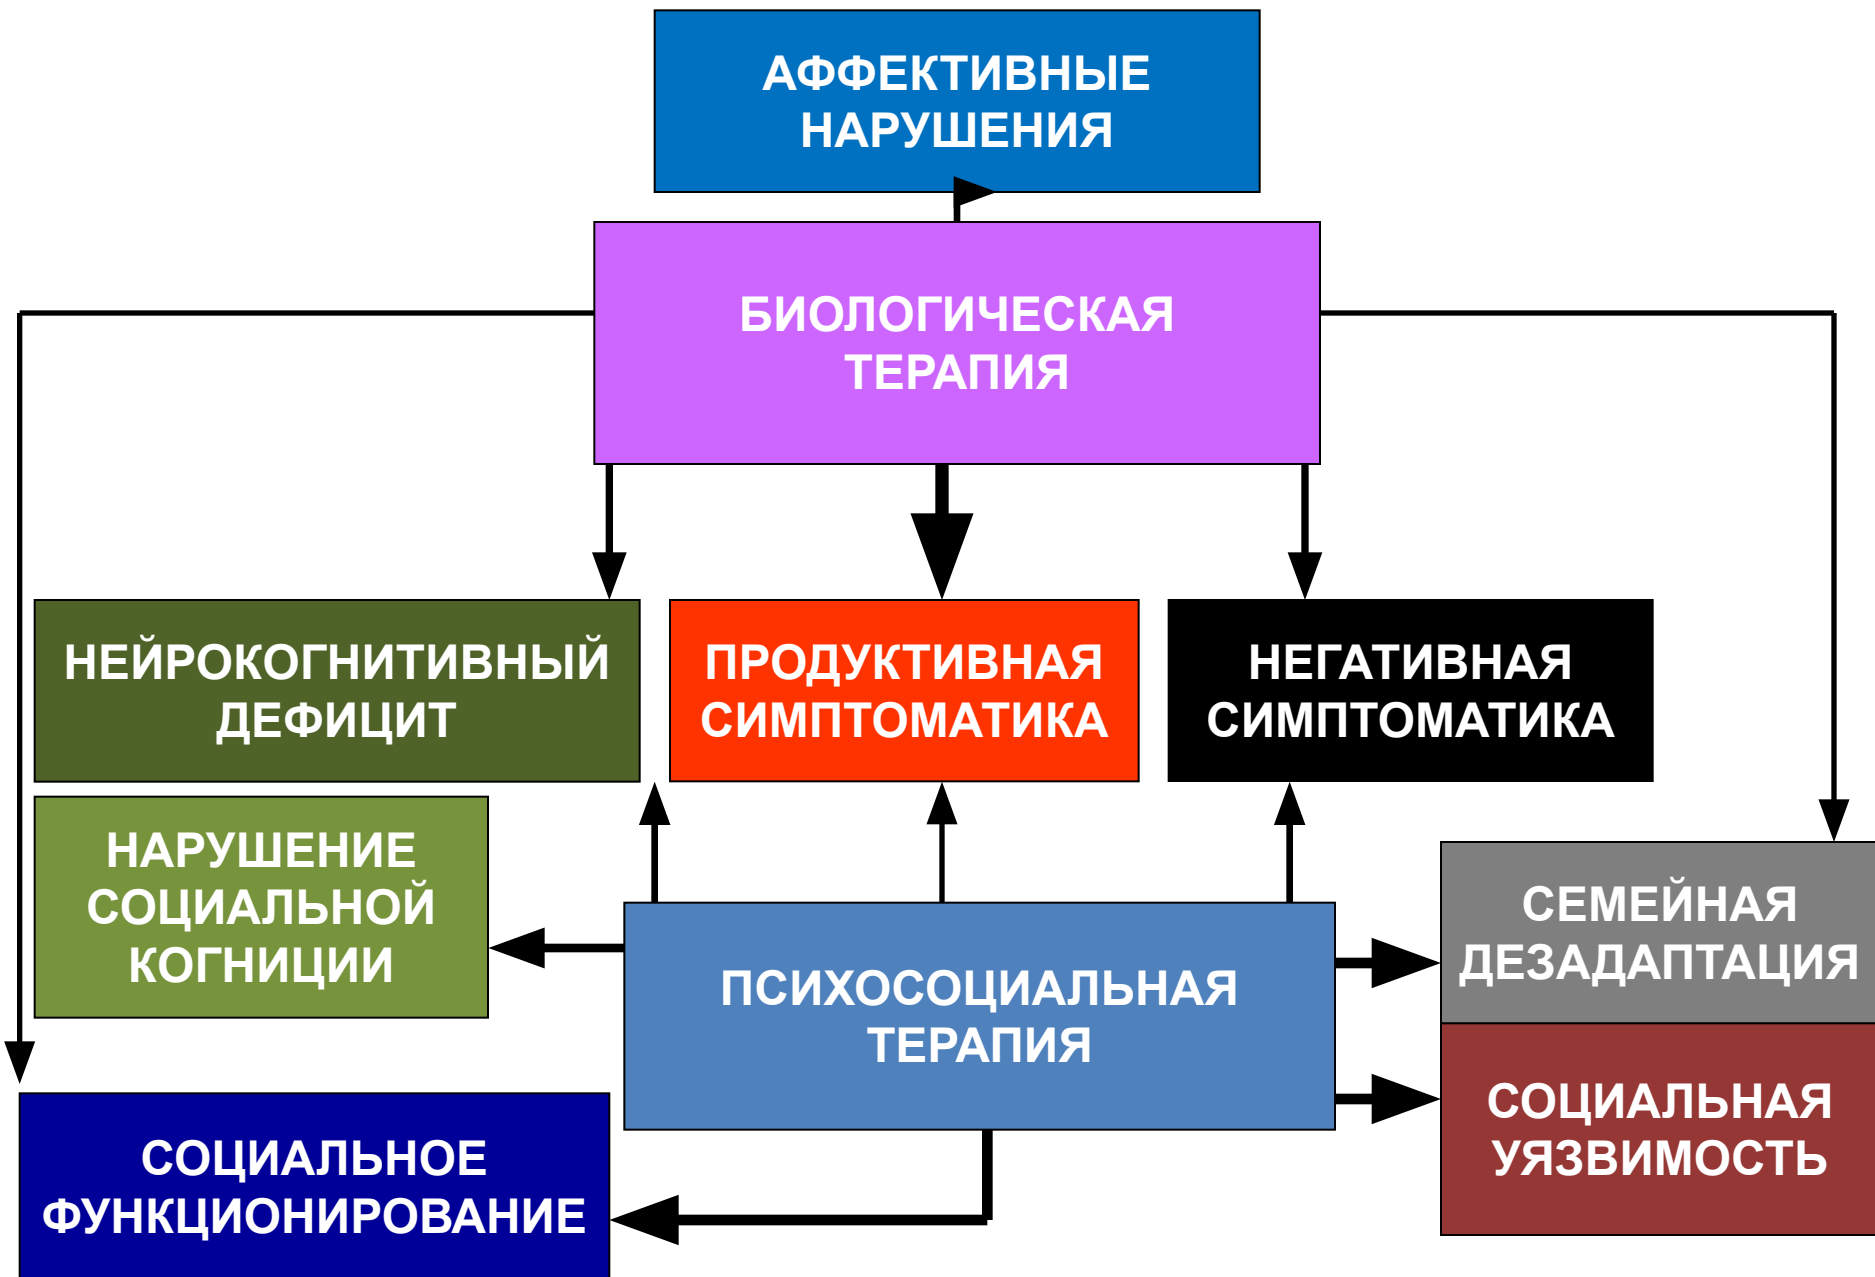 АФФЕКТИВНЫЕ
НАРУШЕНИЯ
БИОЛОГИЧЕСКАЯ
ТЕРАПИЯ
НЕЙРОКОГНИТИВНЫЙ
ДЕФИЦИТ
ПРОДУКТИВНАЯ
СИМПТОМАТИКА
НЕГАТИВНАЯ
СИМПТОМАТИКА
НАРУШЕНИЕ
СОЦИАЛЬНОЙ
КОГНИЦИИ
ПСИХОСОЦИАЛЬНАЯ
ТЕРАПИЯ
СЕМЕЙНАЯ
ДЕЗАДАПТАЦИЯ
СОЦИАЛЬНАЯ
УЯЗВИМОСТЬ
СОЦИАЛЬНОЕ
ФУНКЦИОНИРОВАНИЕ